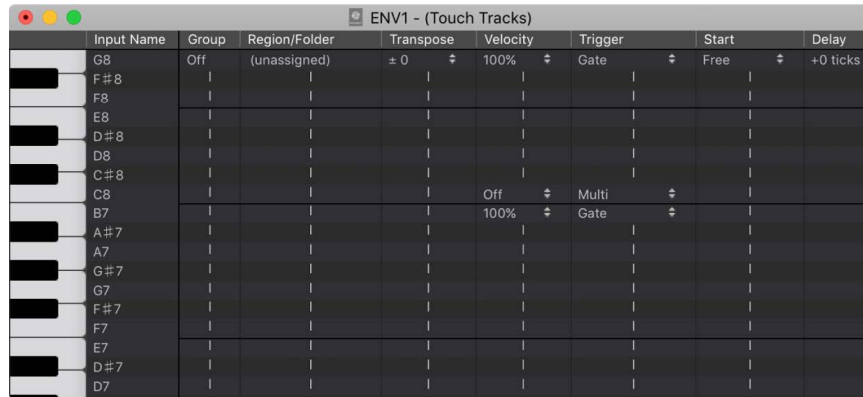 ENV1 - (Touch Tracks)
Input Name Group Region/Folder Transpose Velocity Trigger Start Delay
G8 Off (unassigned) ± 0 100% Gate Free +0 ticks
F♯8
F8
E8
D♯8
D8
C♯8
C8 Off Multi
B7 100% Gate
A♯7
A7
G♯7
G7
F♯7
F7
E7
D♯7
D7